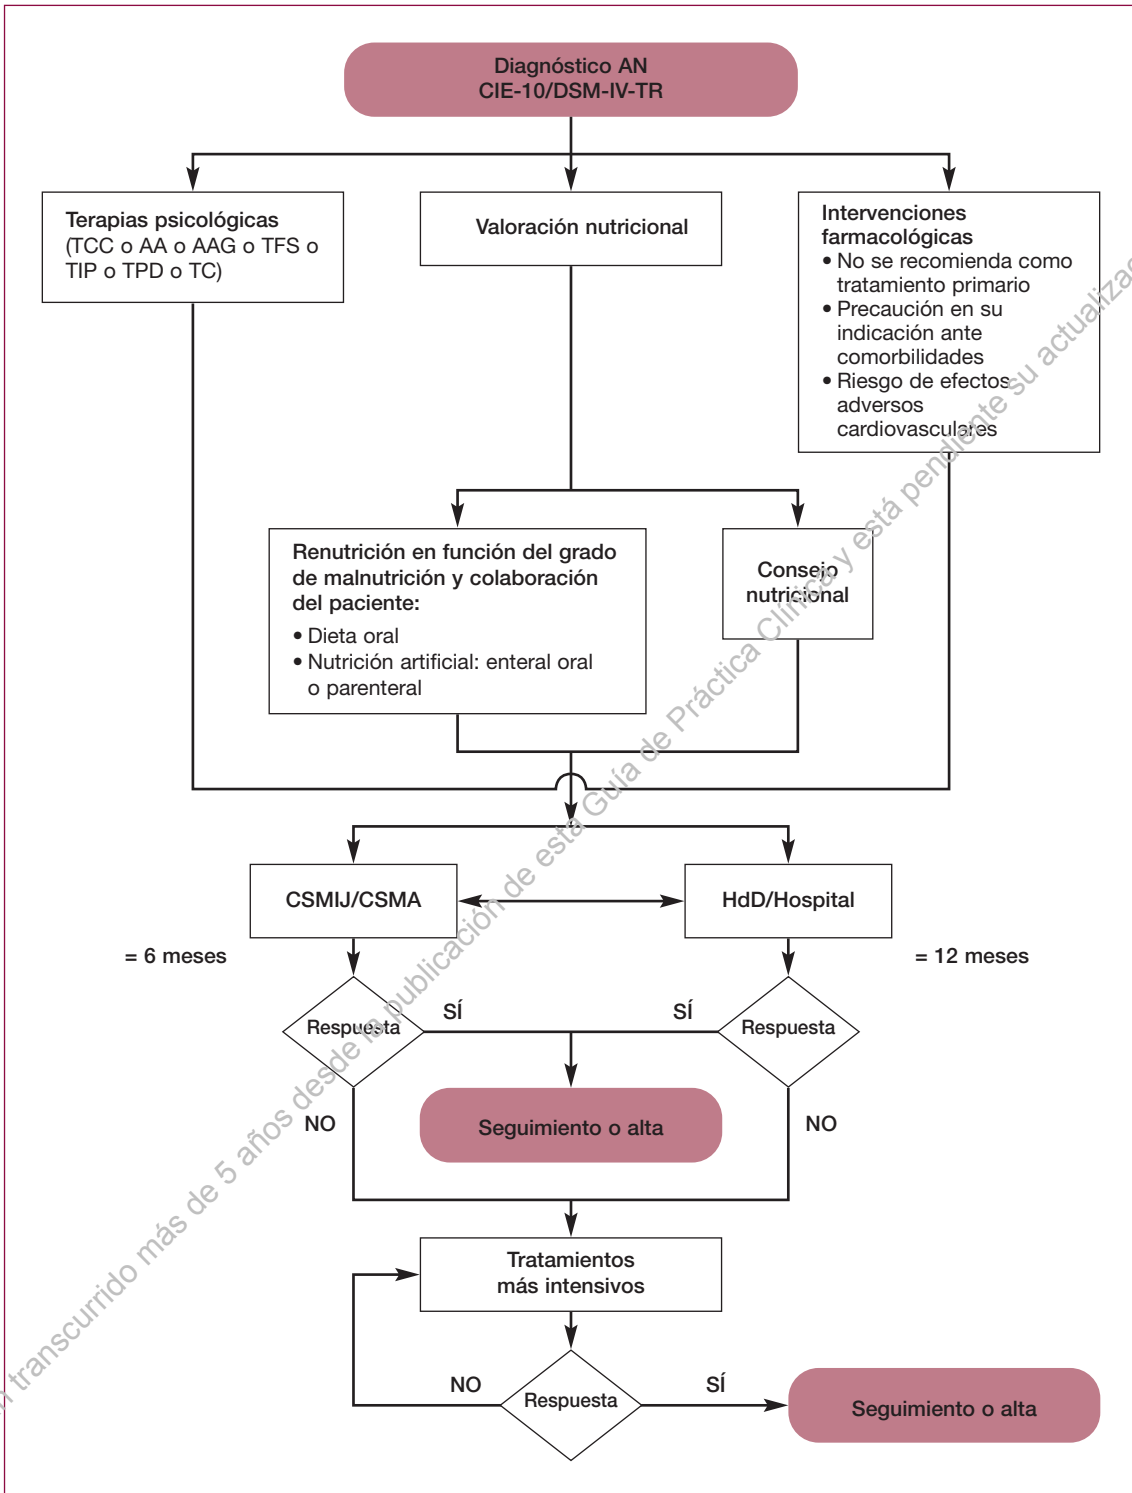 Diagnóstico AN
CIE-10/DSM-IV-TR
Terapias psicológicas
(TCC o AA o AAG o TFS o
TIP o TPD o TC)
Valoración nutricional
Intervenciones
farmacológicas
• No se recomienda como
tratamiento primario
• Precaución en su
indicación ante
comorbilidades
• Riesgo de efectos
adversos
cardiovasculares
Renutrición en función del grado
de malnutrición y colaboración
del paciente:
• Dieta oral
• Nutrición artificial: enteral oral
o parenteral
Consejo
nutricional
CSMIJ/CSMA
HdD/Hospital
= 6 meses
= 12 meses
Respuesta
SÍ
SÍ
Respuesta
NO
Seguimiento o alta
NO
Tratamientos
más intensivos
NO
Respuesta
SÍ
Seguimiento o alta
transcurrido más de 5 años desde la publicación de esta Guía de Práctica Clínica y está pendiente su